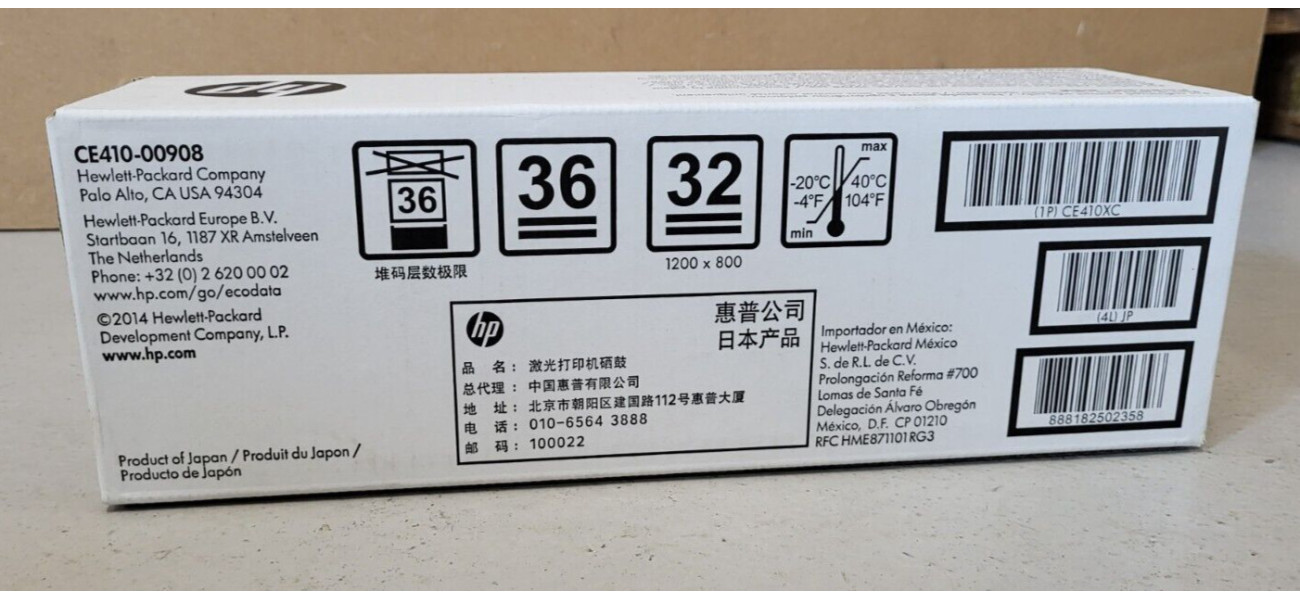 hp
CE410-00908
Hewlett-Packard Company
Palo Alto, CA USA 94304
Hewlett-Packard Europe B.V.
Startbaan 16, 1187 XR Amstelveen
The Netherlands
Phone: +32 (0) 2 620 00 02
www.hp.com/go/ecodata
©2014 Hewlett-Packard
Development Company, L.P.
www.hp.com
Product of Japan / Produit du Japon /
Producto de Japón
36
堆码层数极限
36
32
1200 x 800
max
-20°C
-4°F
40°C
104°F
min
hp
惠普公司
日本产品
品 名：激光打印机硒鼓
总代理：中国惠普有限公司
地 址：北京市朝阳区建国路112号惠普大厦
电 话：010-6564 3888
邮 码：100022
Importador en México:
Hewlett-Packard México
S. de R.L. de C.V.
Prolongación Reforma #700
Lomas de Santa Fé
Delegación Álvaro Obregón
México, D.F. CP 01210
RFC HME871101RG3
(1P) CE410XC
(4L) JP
888182502358